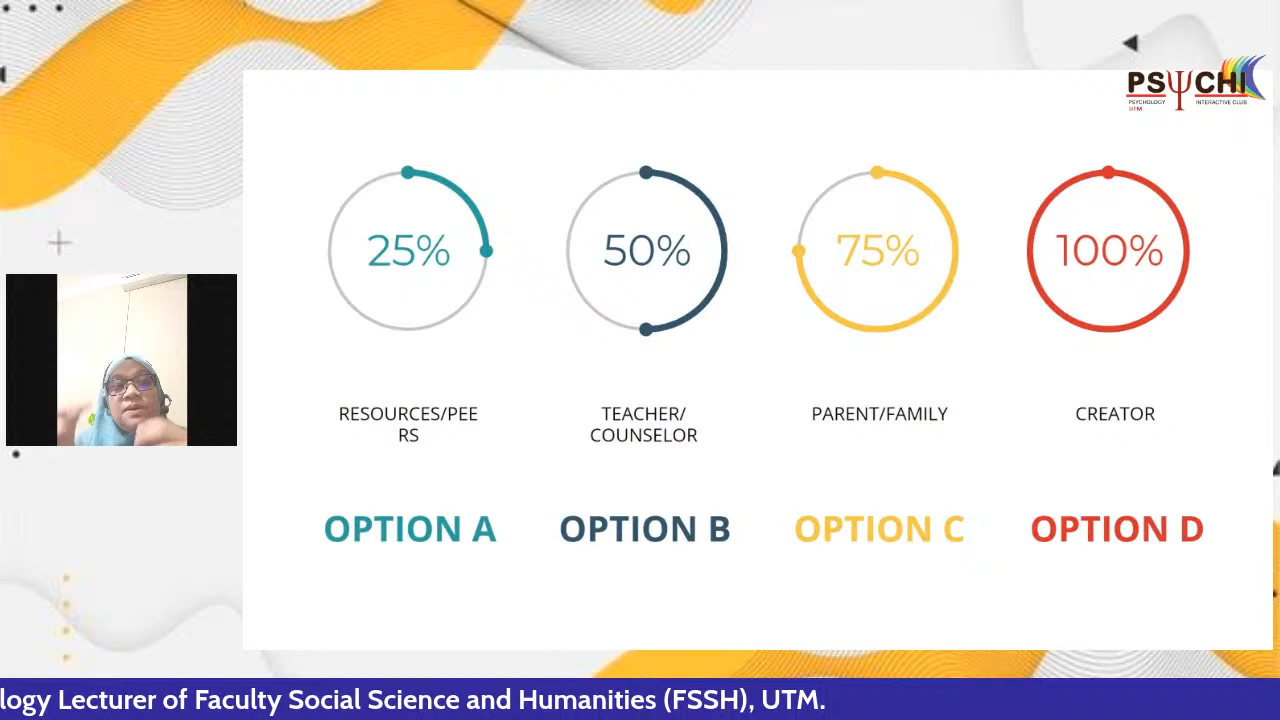 PSYCHI
PSYCHOLOGY INTERACTIVE CLUB
UTM
25% 50% 75% 100%
RESOURCES/PEE
RS
TEACHER/
COUNSELOR
PARENT/FAMILY
CREATOR
OPTION A OPTION B OPTION C OPTION D
logy Lecturer of Faculty Social Science and Humanities (FSSH), UTM.